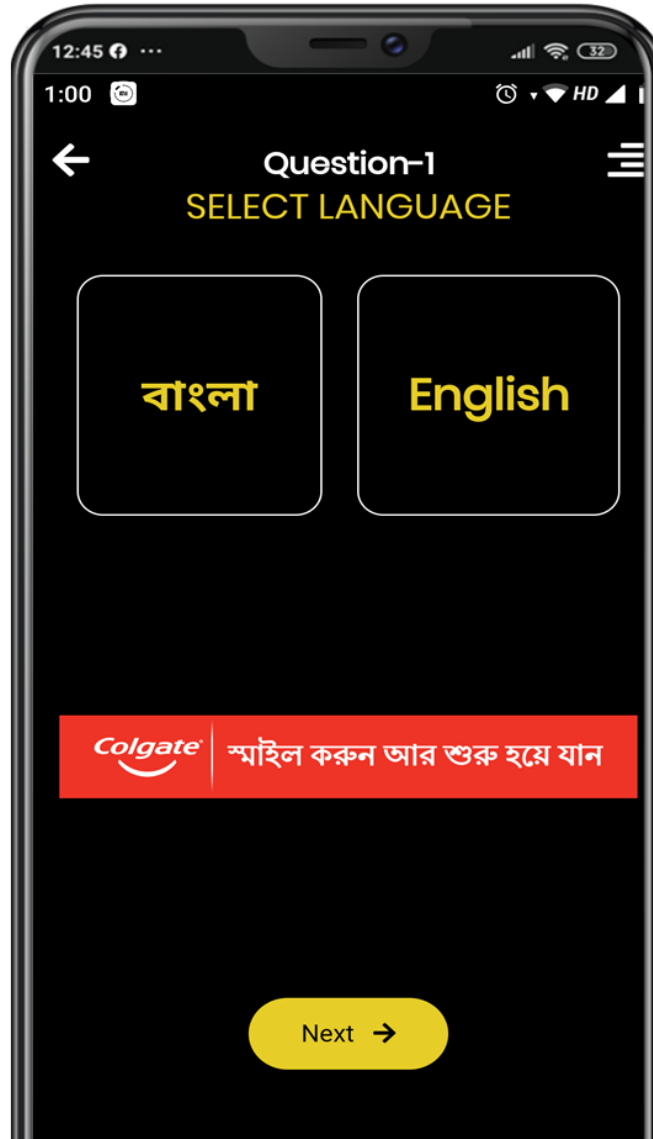 12:45
32
1:00
HD
Question-1
SELECT LANGUAGE
বাংলা
English
Colgate
স্মাইল করুন আর শুরু হয়ে যান
Next